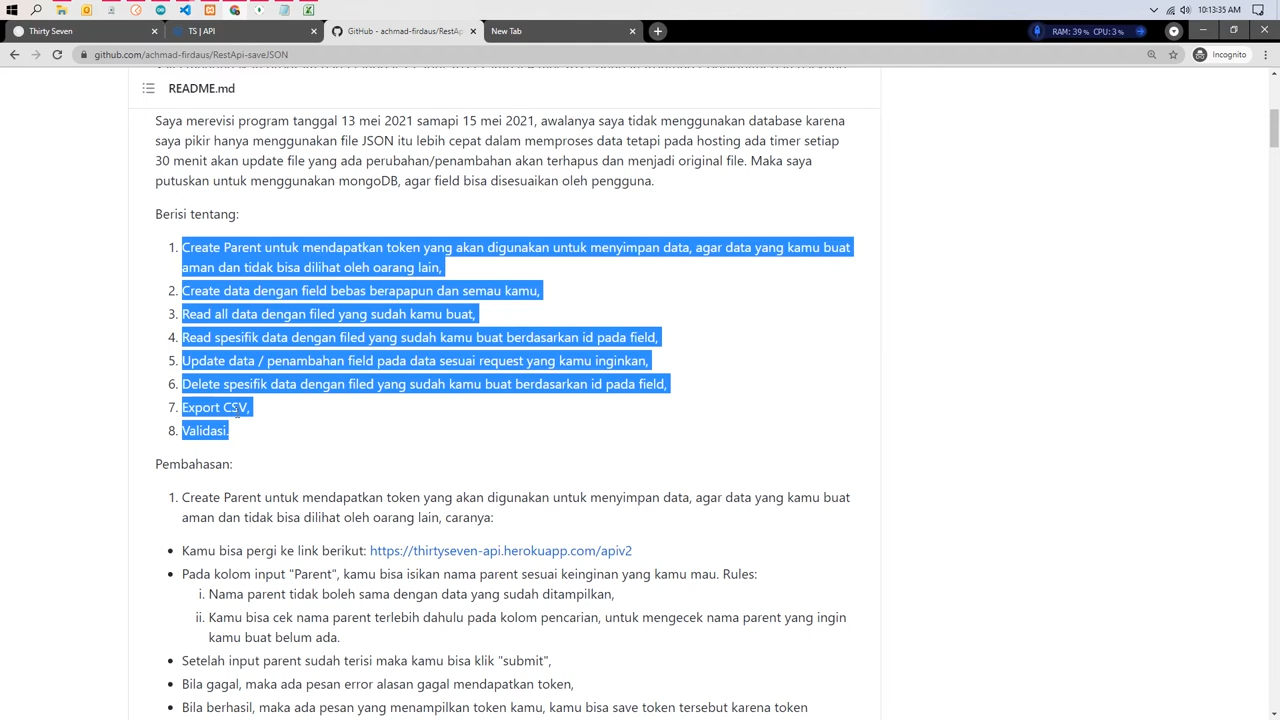 10:13:35 AM
Thirty Seven
TS | API
GitHub - achmad-firdaus/RestAp
New Tab
RAM: 39 % CPU: 3 %
github.com/achmad-firdaus/RestApi-saveJSON
Incognito
README.md
Saya merevisi program tanggal 13 mei 2021 samapi 15 mei 2021, awalanya saya tidak menggunakan database karena
saya pikir hanya menggunakan file JSON itu lebih cepat dalam memproses data tetapi pada hosting ada timer setiap
30 menit akan update file yang ada perubahan/penambahan akan terhapus dan menjadi original file. Maka saya
putuskan untuk menggunakan mongoDB, agar field bisa disesuaikan oleh pengguna.
Berisi tentang:
1. Create Parent untuk mendapatkan token yang akan digunakan untuk menyimpan data, agar data yang kamu buat
aman dan tidak bisa dilihat oleh oarang lain,
2. Create data dengan field bebas berapapun dan semau kamu,
3. Read all data dengan filed yang sudah kamu buat,
4. Read spesifik data dengan filed yang sudah kamu buat berdasarkan id pada field,
5. Update data / penambahan field pada data sesuai request yang kamu inginkan,
6. Delete spesifik data dengan filed yang sudah kamu buat berdasarkan id pada field,
7. Export CSV,
8. Validasi.
Pembahasan:
1. Create Parent untuk mendapatkan token yang akan digunakan untuk menyimpan data, agar data yang kamu buat
aman dan tidak bisa dilihat oleh oarang lain, caranya:
• Kamu bisa pergi ke link berikut: https://thirtyseven-api.herokuapp.com/apiv2
• Pada kolom input "Parent", kamu bisa isikan nama parent sesuai keinginan yang kamu mau. Rules:
i. Nama parent tidak boleh sama dengan data yang sudah ditampilkan,
ii. Kamu bisa cek nama parent terlebih dahulu pada kolom pencarian, untuk mengecek nama parent yang ingin
kamu buat belum ada.
• Setelah input parent sudah terisi maka kamu bisa klik "submit",
• Bila gagal, maka ada pesan error alasan gagal mendapatkan token,
• Bila berhasil, maka ada pesan yang menampilkan token kamu, kamu bisa save token tersebut karena token